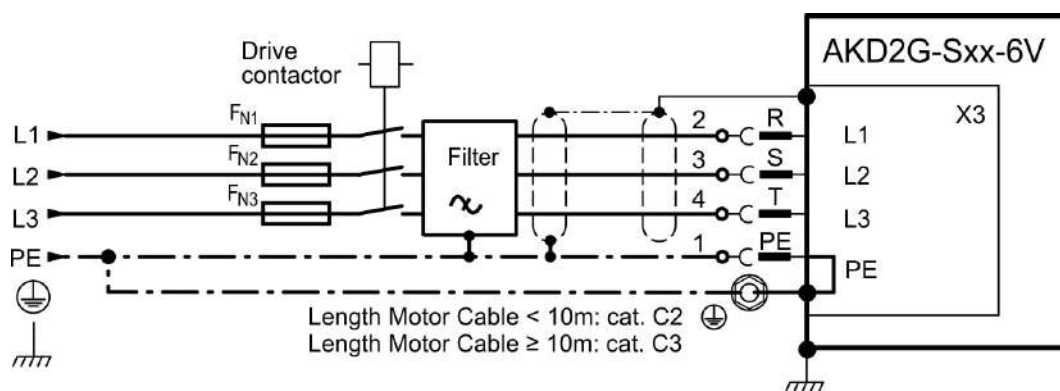 AKD2G-Sxx-6V
Drive
contactor
X3
L1
FN1
2
R
L1
L2
FN2
Filter
3
S
L2
L3
FN3
4
T
L3
PE
1
PE
PE
Length Motor Cable < 10m: cat. C2
Length Motor Cable ≥ 10m: cat. C3